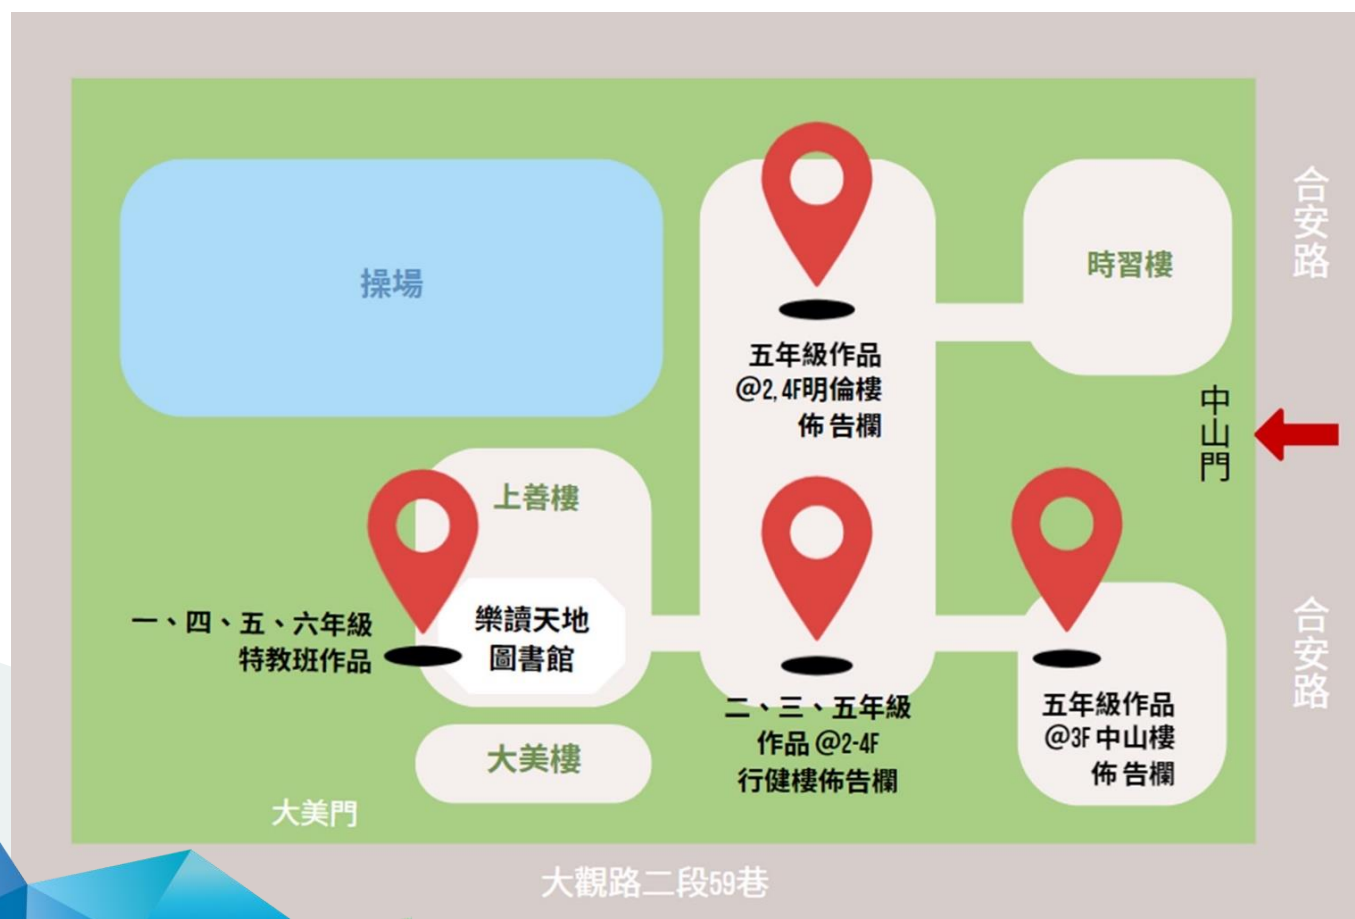 操場
五年級作品
@2,4F明倫樓
佈告欄
時習樓
合安路
中山門
上善樓
樂讀天地
圖書館
一、四、五、六年級
特教班作品
二、三、五年級
作品@2-4F
行健樓佈告欄
五年級作品
@3F中山樓
佈告欄
合安路
大美樓
大美門
大觀路二段59巷